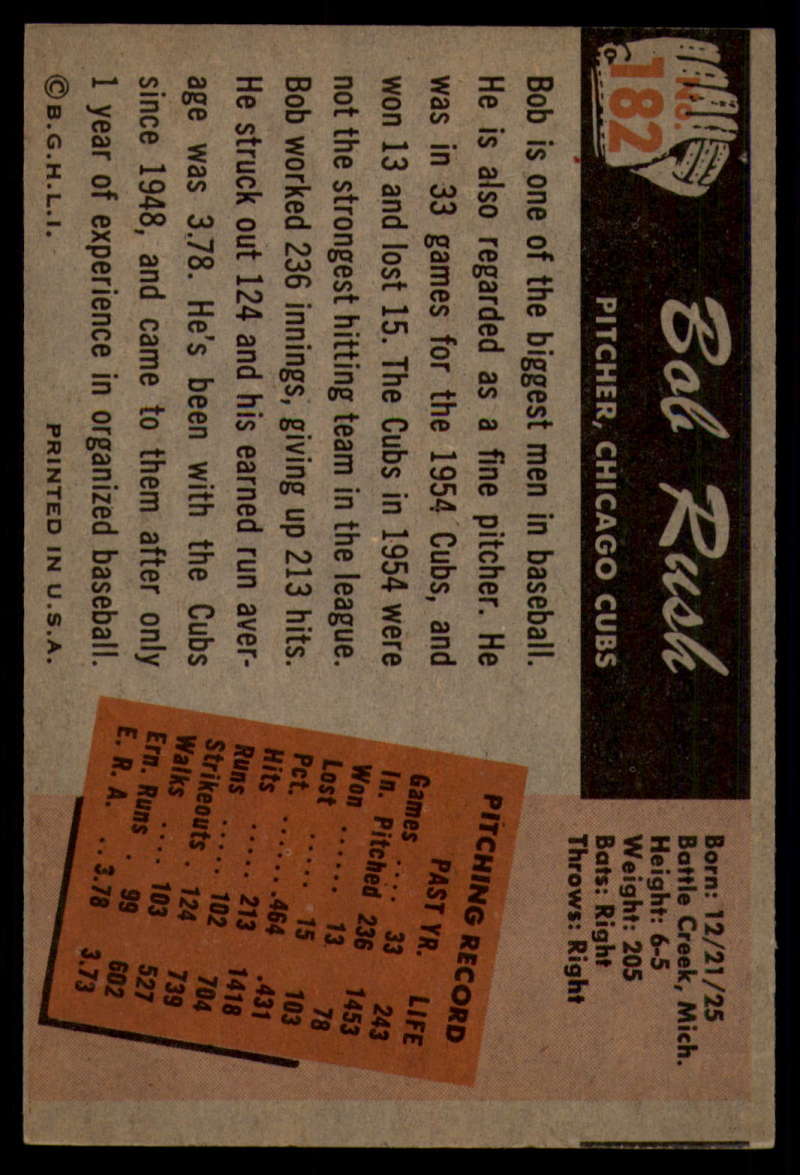 No.
182
Bob Rush
PITCHER, CHICAGO CUBS
Born: 12/21/25
Battle Creek, Mich.
Height: 6-5
Weight: 205
Bats: Right
Throws: Right
Bob is one of the biggest men in baseball.
He is also regarded as a fine pitcher. He
was in 33 games for the 1954 Cubs, and
won 13 and lost 15. The Cubs in 1954 were
not the strongest hitting team in the league.
Bob worked 236 innings, giving up 213 hits.
He struck out 124 and his earned run aver-
age was 3.78. He's been with the Cubs
since 1948, and came to them after only
1 year of experience in organized baseball.
© B.G.H.L.I. PRINTED IN U.S.A.
PITCHING RECORD
PAST YR. LIFE
Games .... 33 243
In. Pitched 236 1453
Won ...... 13 78
Lost ..... 15 103
Pct. ...... .464 .431
Hits ...... 213 1418
Runs ..... 102 704
Strikeouts . 124 739
Walks .... 103 527
Ern. Runs . 99 602
E. R. A. .. 3.78 3.73